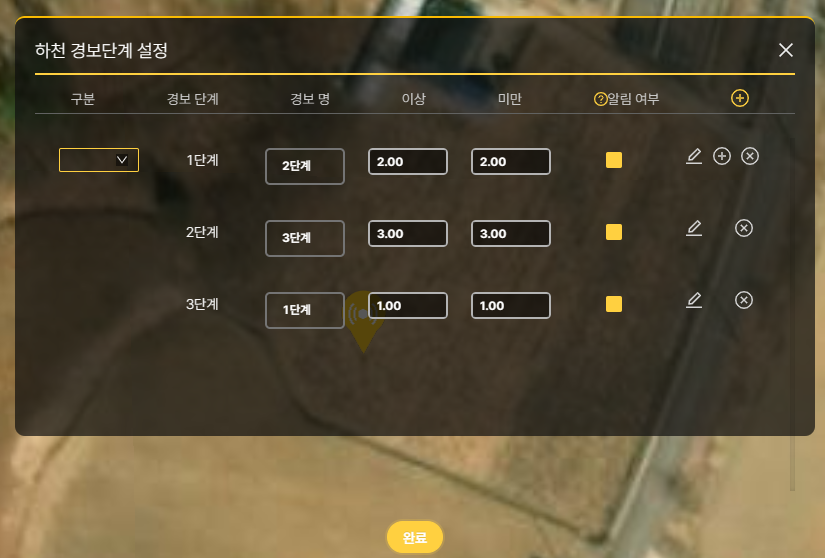 하천 경보단계 설정
구분 경보 단계 경보 명 이상 미만 ?알림 여부
1단계 2단계 2.00 2.00
2단계 3단계 3.00 3.00
3단계 1단계 1.00 1.00
완료